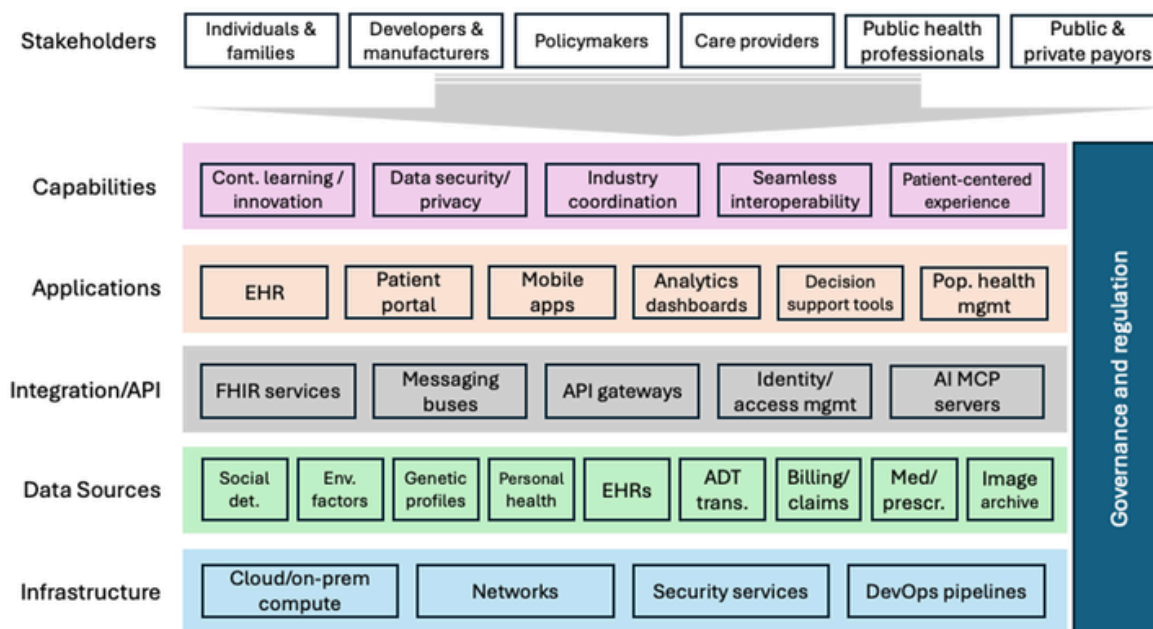 Stakeholders
Individuals &
families
Developers &
manufacturers
Policymakers
Care providers
Public health
professionals
Public &
private payors
Capabilities
Cont. learning /
innovation
Data security/
privacy
Industry
coordination
Seamless
interoperability
Patient-centered
experience
Applications
EHR
Patient
portal
Mobile
apps
Analytics
dashboards
Decision
support tools
Pop. health
mgmt
Integration/API
FHIR services
Messaging
buses
API gateways
Identity/
access mgmt
AI MCP
servers
Data Sources
Social
det.
Env.
factors
Genetic
profiles
Personal
health
EHRs
ADT
trans.
Billing/
claims
Med/
prescr.
Image
archive
Infrastructure
Cloud/on-prem
compute
Networks
Security services
DevOps pipelines
Governance and regulation